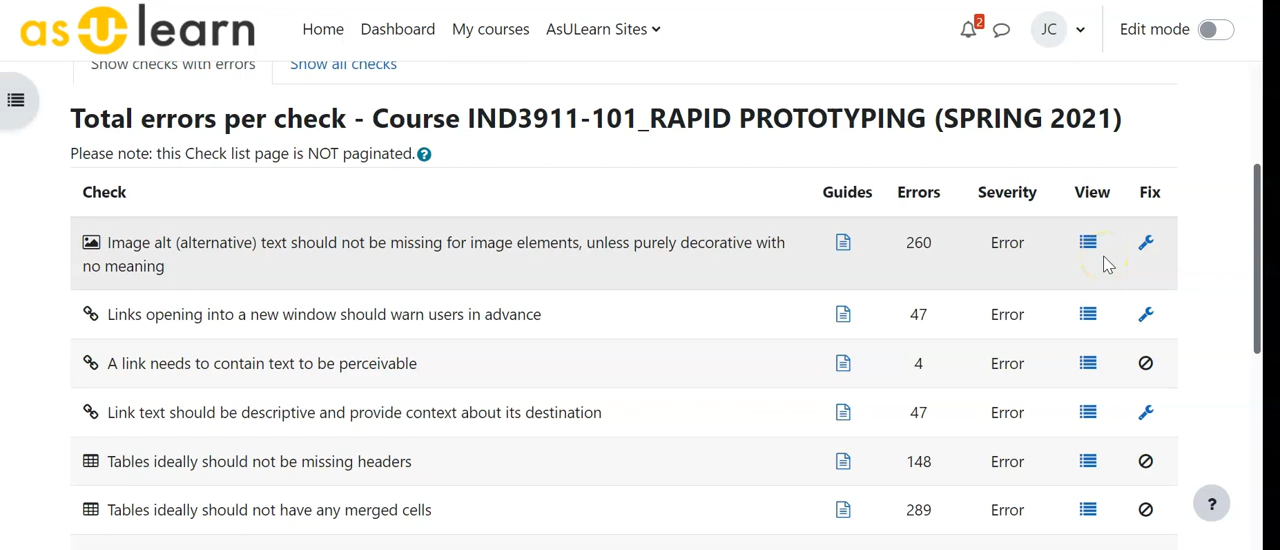 asUlearn Home Dashboard My courses AsULearn Sites 2 JC Edit mode
Show checks with errors Show all checks
Total errors per check - Course IND3911-101_RAPID PROTOTYPING (SPRING 2021)
Please note: this Check list page is NOT paginated. ?
Check Guides Errors Severity View Fix
Image alt (alternative) text should not be missing for image elements, unless purely decorative with 260 Error
no meaning
Links opening into a new window should warn users in advance 47 Error
A link needs to contain text to be perceivable 4 Error
Link text should be descriptive and provide context about its destination 47 Error
Tables ideally should not be missing headers 148 Error
Tables ideally should not have any merged cells 289 Error
?